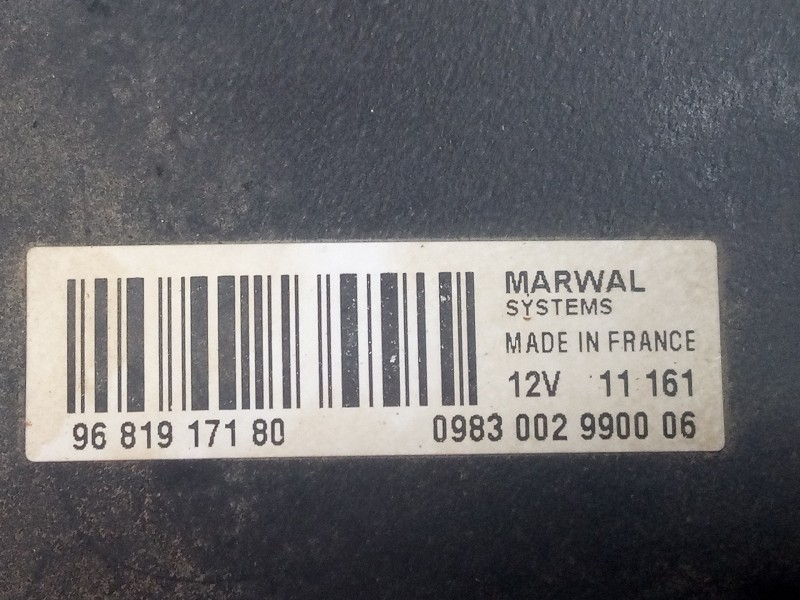 MARWAL
SYSTEMS
MADE IN FRANCE
12V 11 161
96 819 171 80 0983 002 9900 06